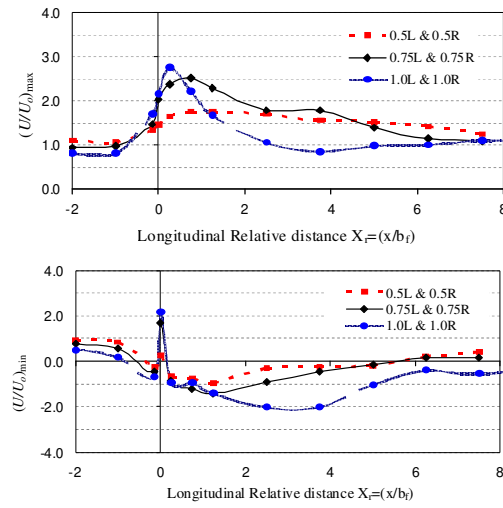 4.0
3.0
2.0
1.0
0.0
(U/Uo)max
0.5L & 0.5R
0.75L & 0.75R
1.0L & 1.0R
-2 0 2 4 6 8
Longitudinal Relative distance Xr=(x/bf)
4.0
2.0
0.0
-2.0
-4.0
(U/Uo)min
0.5L & 0.5R
0.75L & 0.75R
1.0L & 1.0R
-2 0 2 4 6 8
Longitudinal Relative distance Xr=(x/bf)